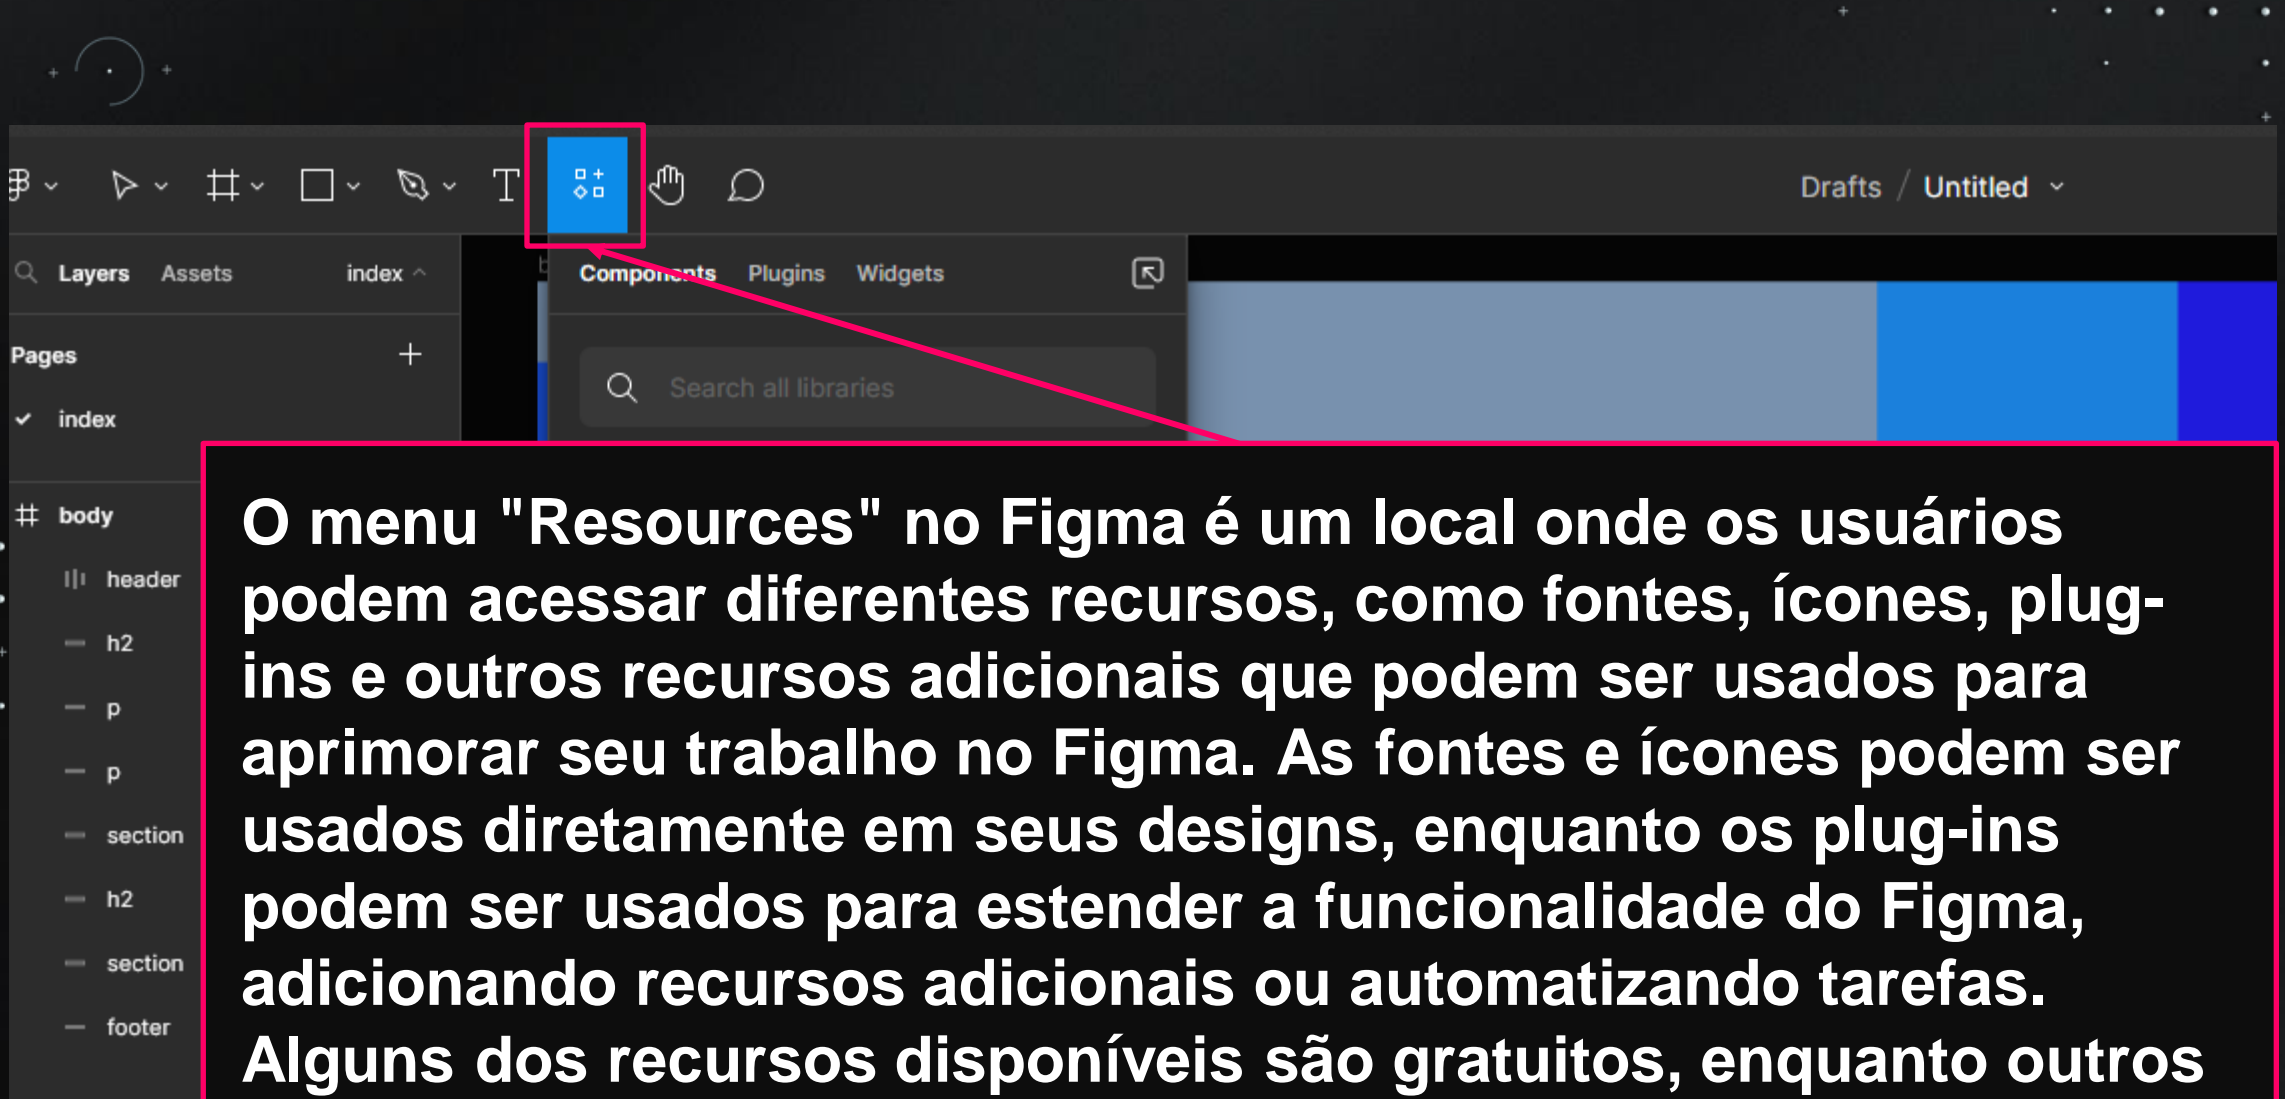 Drafts / Untitled
Layers Assets index
Components Plugins Widgets
Pages
Search all libraries
index
body
header
h2
p
p
section
h2
section
footer
O menu "Resources" no Figma é um local onde os usuários
podem acessar diferentes recursos, como fontes, ícones, plug-
ins e outros recursos adicionais que podem ser usados para
aprimorar seu trabalho no Figma. As fontes e ícones podem ser
usados diretamente em seus designs, enquanto os plug-ins
podem ser usados para estender a funcionalidade do Figma,
adicionando recursos adicionais ou automatizando tarefas.
Alguns dos recursos disponíveis são gratuitos, enquanto outros